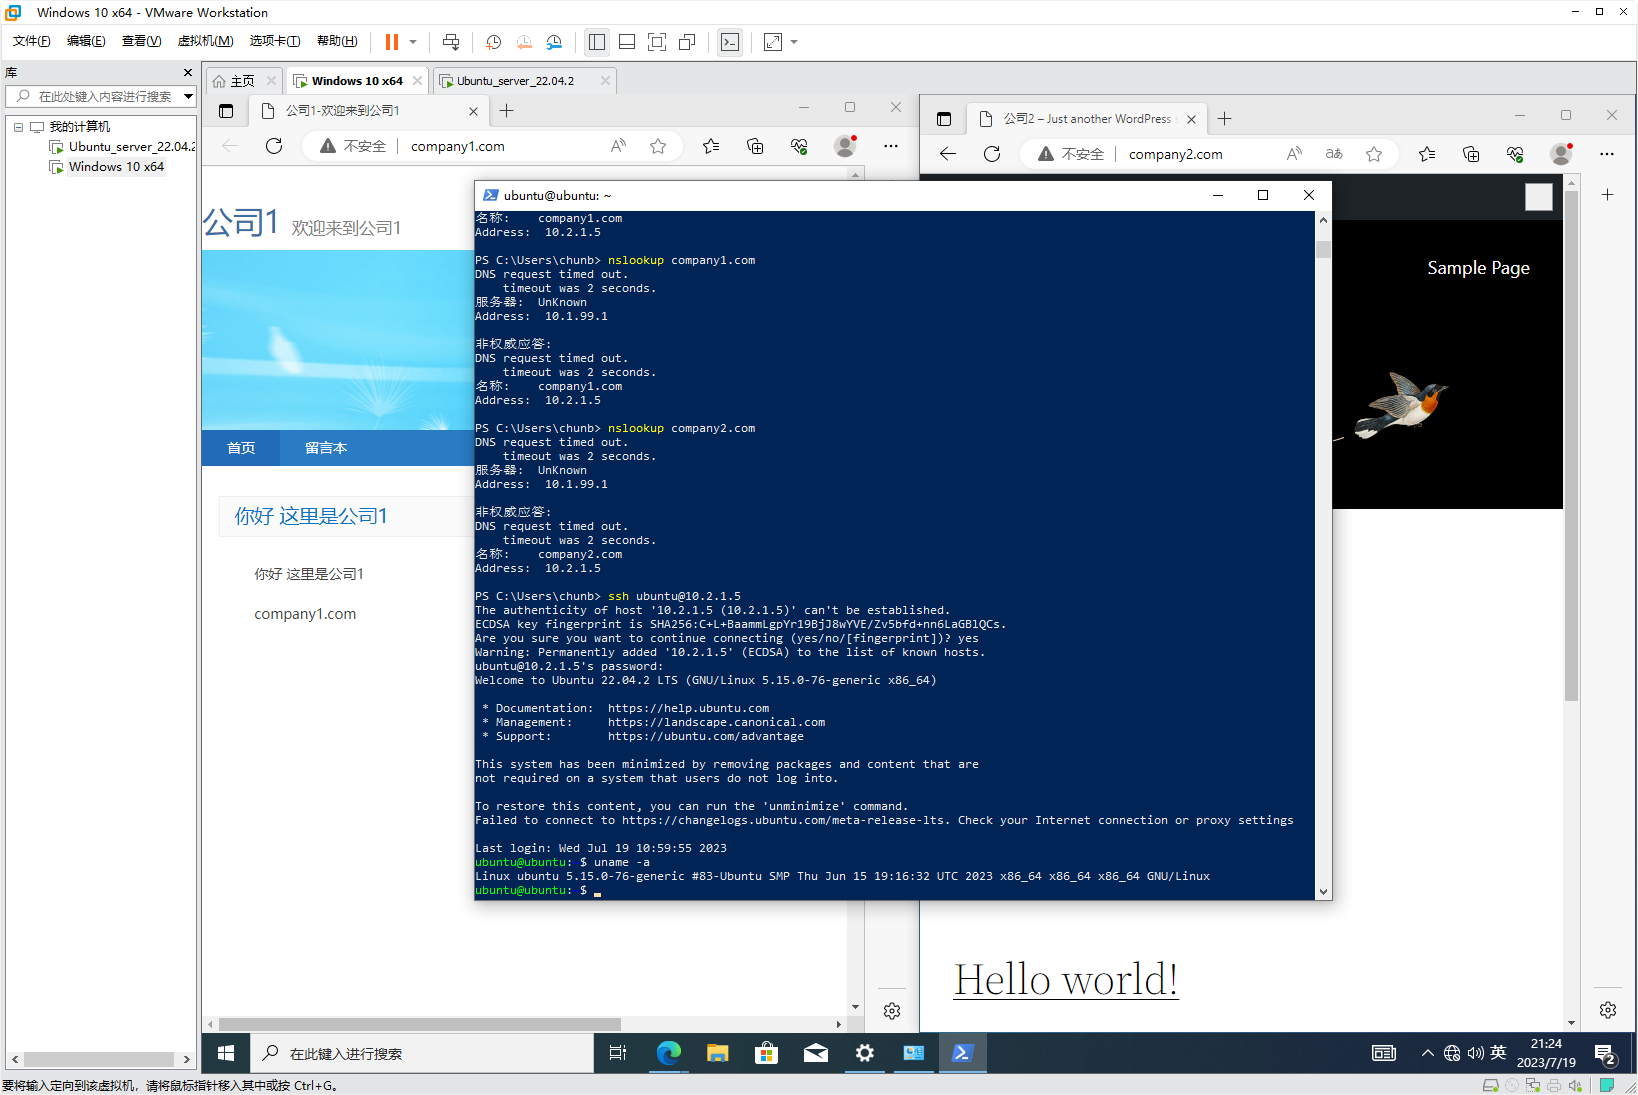 Windows 10 x64 - VMware Workstation
文件(F) 编辑(E) 查看(V) 虚拟机(M) 选项卡(T) 帮助(H)
库
在此处键入内容进行搜索
我的计算机
Ubuntu_server_22.04.2
Windows 10 x64
主页 Windows 10 x64 Ubuntu_server_22.04.2
公司1-欢迎来到公司1
不安全 company1.com
公司1 欢迎来到公司1
首页 留言本
你好 这里是公司1
你好 这里是公司1
company1.com
公司2 – Just another WordPress s
不安全 company2.com
Sample Page
Hello world!
ubuntu@ubuntu: ~
名称: company1.com
Address: 10.2.1.5
PS C:\Users\chunb> nslookup company1.com
DNS request timed out.
timeout was 2 seconds.
服务器: UnKnown
Address: 10.1.99.1
非权威应答:
DNS request timed out.
timeout was 2 seconds.
名称: company1.com
Address: 10.2.1.5
PS C:\Users\chunb> nslookup company2.com
DNS request timed out.
timeout was 2 seconds.
服务器: UnKnown
Address: 10.1.99.1
非权威应答:
DNS request timed out.
timeout was 2 seconds.
名称: company2.com
Address: 10.2.1.5
PS C:\Users\chunb> ssh ubuntu@10.2.1.5
The authenticity of host '10.2.1.5 (10.2.1.5)' can't be established.
ECDSA key fingerprint is SHA256:C+L+BaammLgpYr19BjJ8wYVE/Zv5bfd+nn6LaGBlQCs.
Are you sure you want to continue connecting (yes/no/[fingerprint])? yes
Warning: Permanently added '10.2.1.5' (ECDSA) to the list of known hosts.
ubuntu@10.2.1.5's password:
Welcome to Ubuntu 22.04.2 LTS (GNU/Linux 5.15.0-76-generic x86_64)
* Documentation: https://help.ubuntu.com
* Management: https://landscape.canonical.com
* Support: https://ubuntu.com/advantage
This system has been minimized by removing packages and content that are
not required on a system that users do not log into.
To restore this content, you can run the 'unminimize' command.
Failed to connect to https://changelogs.ubuntu.com/meta-release-lts. Check your Internet connection or proxy settings
Last login: Wed Jul 19 10:59:55 2023
ubuntu@ubuntu: $ uname -a
Linux ubuntu 5.15.0-76-generic #83-Ubuntu SMP Thu Jun 15 19:16:32 UTC 2023 x86_64 x86_64 x86_64 GNU/Linux
ubuntu@ubuntu: $
在此键入进行搜索
英
21:24
2023/7/19
2
要将输入定向到该虚拟机，请将鼠标指针移入其中或按 Ctrl+G。